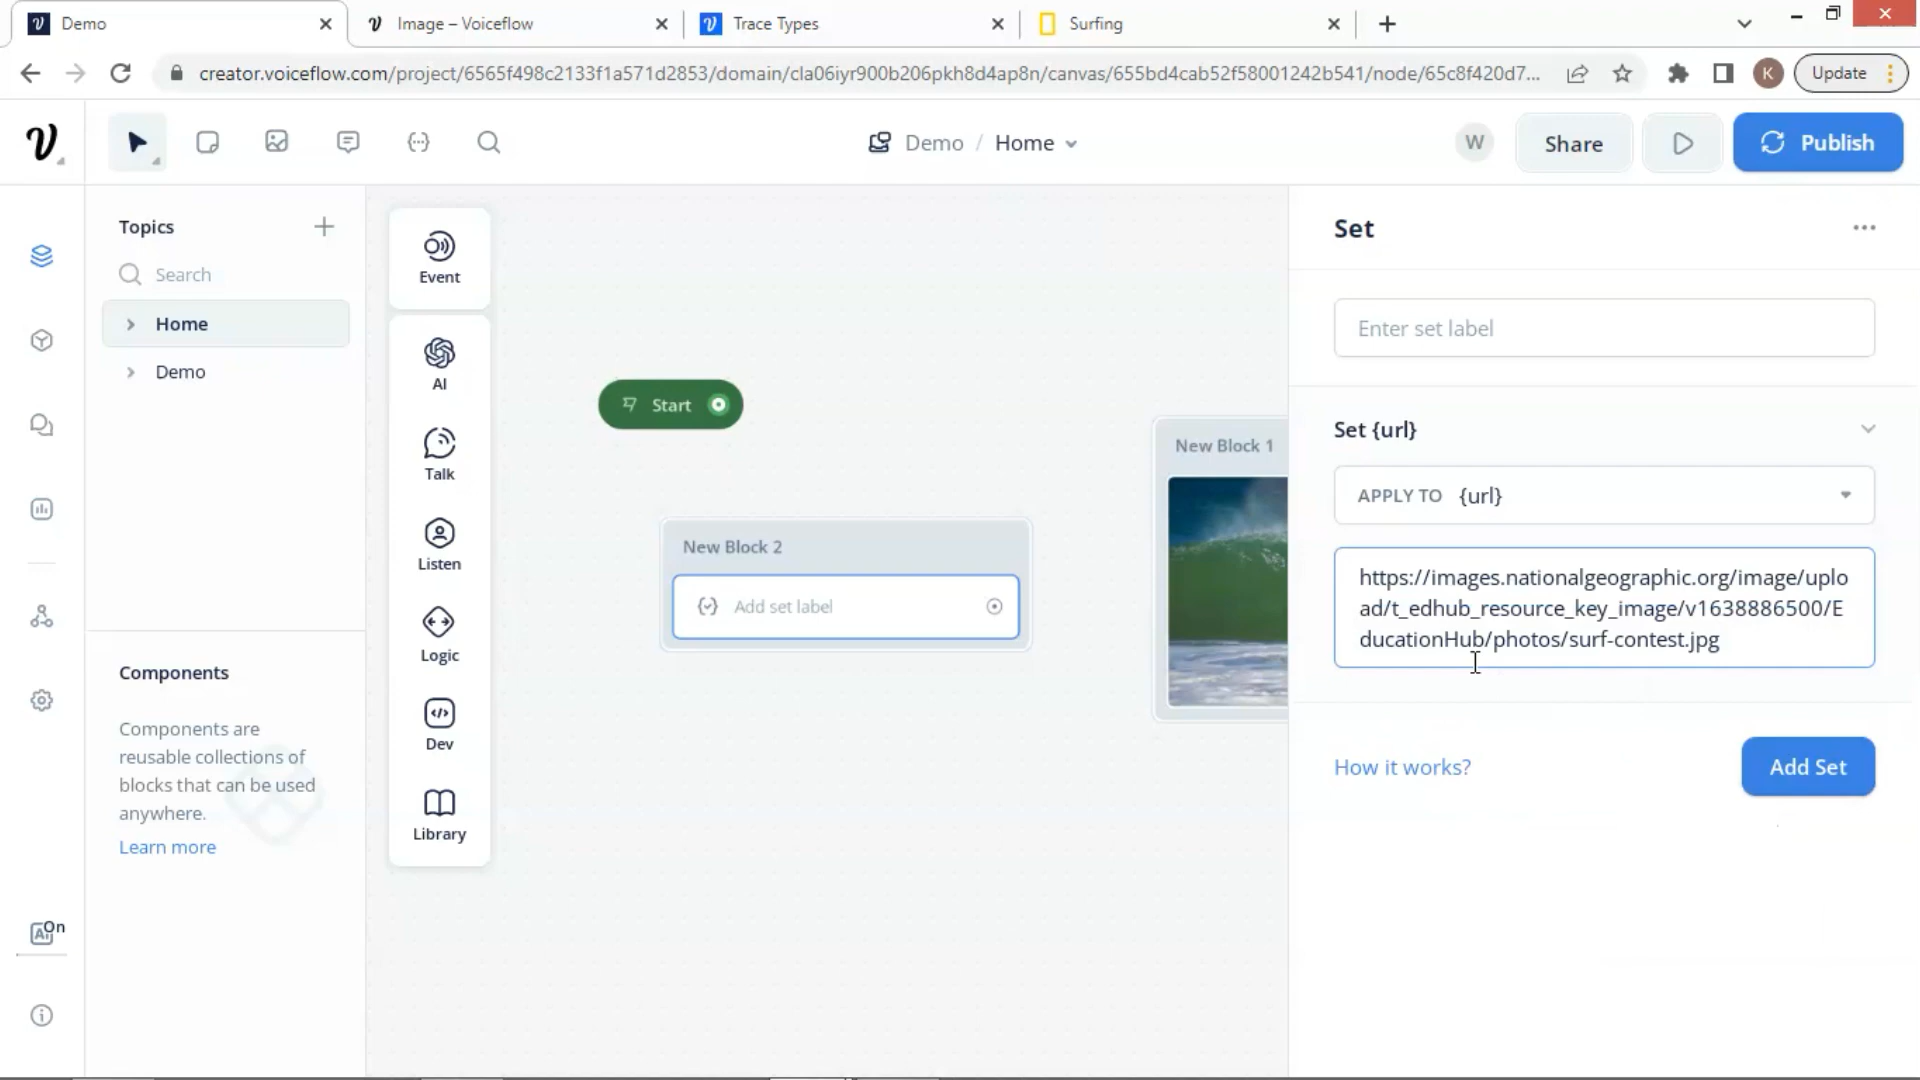 Demo
Image – Voiceflow
Trace Types
Surfing
creator.voiceflow.com/project/6565f498c2133f1a571d2853/domain/cla06iyr900b206pkh8d4ap8n/canvas/655bd4cab52f58001242b541/node/65c8f420d7...
K
Update
Demo / Home
W
Share
Publish
Topics
Search
Home
Demo
Components
Components are
reusable collections of
blocks that can be used
anywhere.
Learn more
On
Event
AI
Talk
Listen
Logic
Dev
Library
Start
New Block 2
Add set label
New Block 1
Set
Enter set label
Set {url}
APPLY TO {url}
https://images.nationalgeographic.org/image/uplo
ad/t_edhub_resource_key_image/v1638886500/E
ducationHub/photos/surf-contest.jpg
How it works?
Add Set